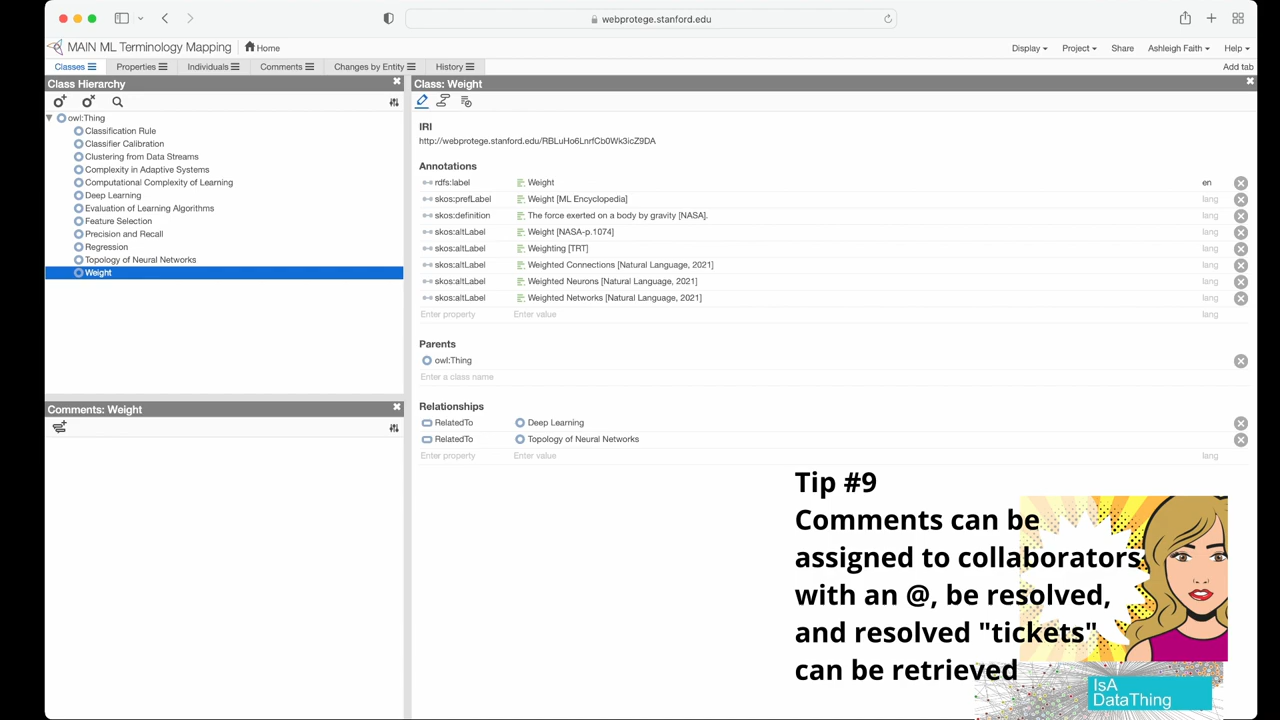 webprotege.stanford.edu
MAIN ML Terminology Mapping Home Display Project Share Ashleigh Faith Help
Classes Properties Individuals Comments Changes by Entity History Add tab
Class Hierarchy
owl:Thing
Classification Rule
Classifier Calibration
Clustering from Data Streams
Complexity in Adaptive Systems
Computational Complexity of Learning
Deep Learning
Evaluation of Learning Algorithms
Feature Selection
Precision and Recall
Regression
Topology of Neural Networks
Weight
Comments: Weight
Class: Weight
IRI
http://webprotege.stanford.edu/RBLuHo6LnrfCb0Wk3icZ9DA
Annotations
rdfs:label Weight en
skos:prefLabel Weight [ML Encyclopedia] lang
skos:definition The force exerted on a body by gravity [NASA]. lang
skos:altLabel Weight [NASA-p.1074] lang
skos:altLabel Weighting [TRT] lang
skos:altLabel Weighted Connections [Natural Language, 2021] lang
skos:altLabel Weighted Neurons [Natural Language, 2021] lang
skos:altLabel Weighted Networks [Natural Language, 2021] lang
Enter property Enter value lang
Parents
owl:Thing
Enter a class name
Relationships
RelatedTo Deep Learning
RelatedTo Topology of Neural Networks
Enter property Enter value lang
Tip #9
Comments can be
assigned to collaborators
with an @, be resolved,
and resolved "tickets"
can be retrieved
IsA
DataThing